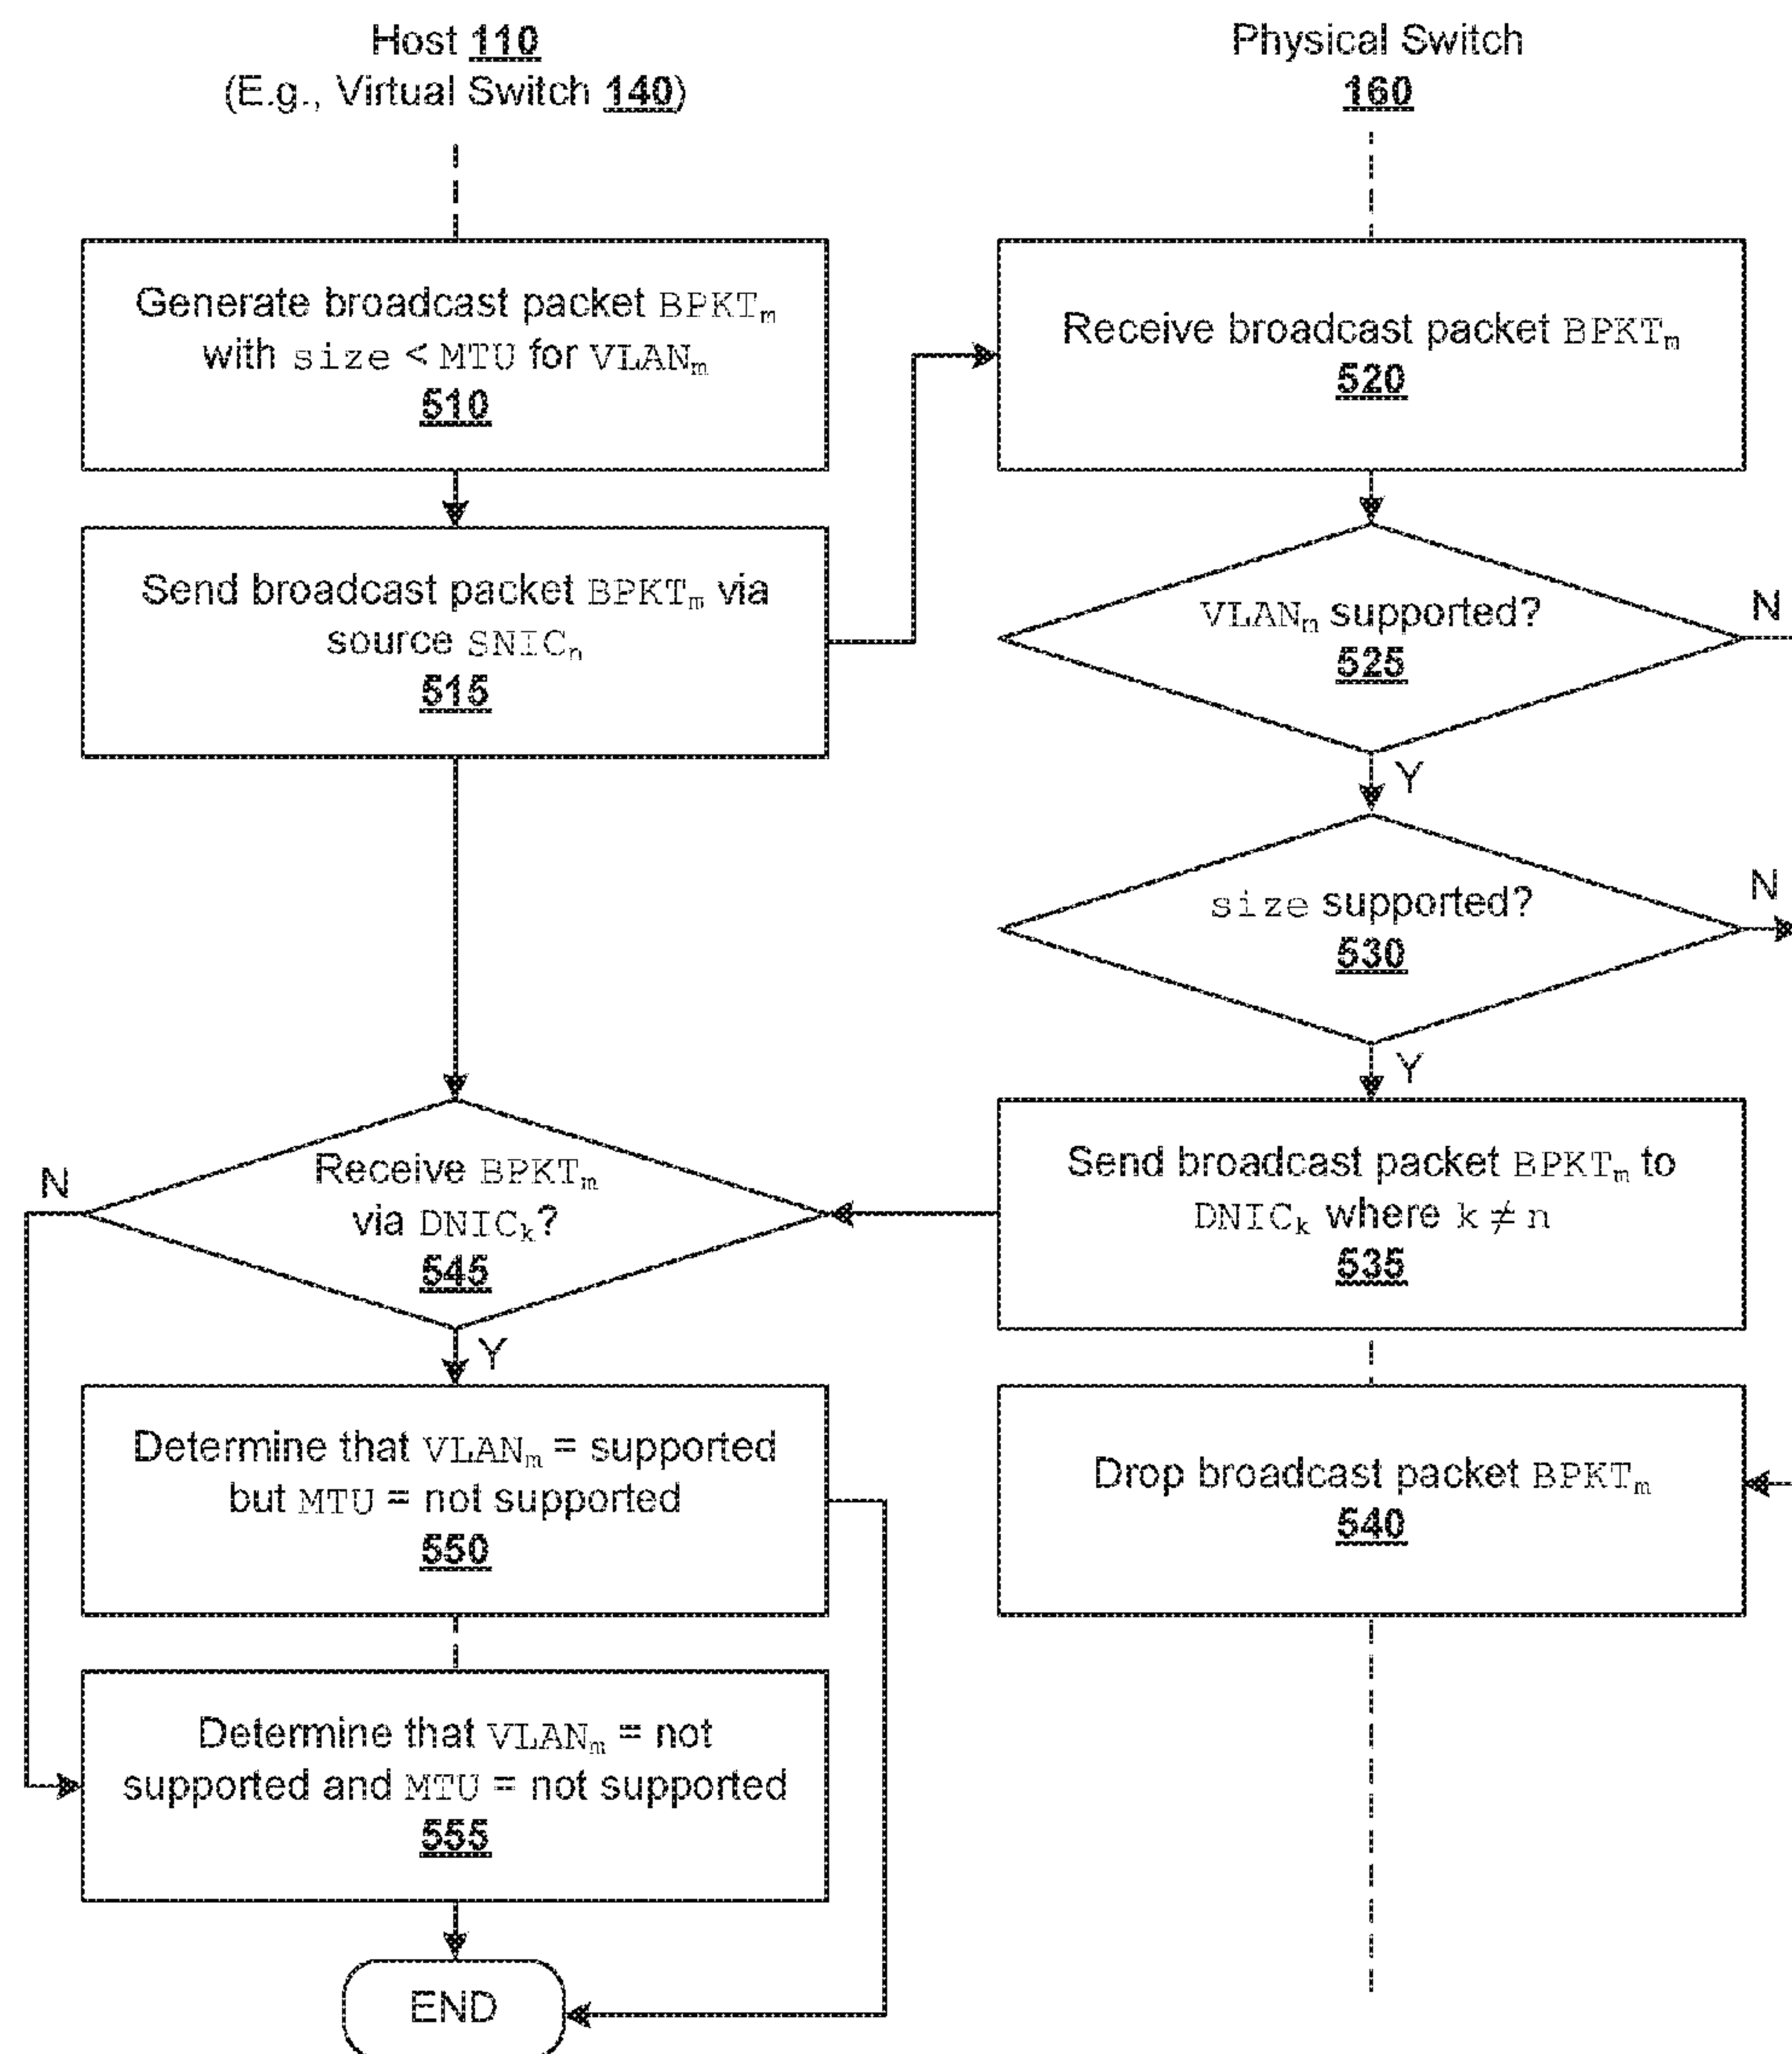 Host 110
(E.g., Virtual Switch 140)
Physical Switch
160
Generate broadcast packet BPKTm
with size < MTU for VLANm
510
Receive broadcast packet BPKTm
520
Send broadcast packet BPKTm via
source SNICn
515
VLANm supported?
525
N
Y
size supported?
530
N
Y
Receive BPKTm
via DNICk?
545
N
Y
Send broadcast packet BPKTm to
DNICk where k ≠ n
535
Determine that VLANm = supported
but MTU = not supported
550
Drop broadcast packet BPKTm
540
Determine that VLANm = not
supported and MTU = not supported
555
END